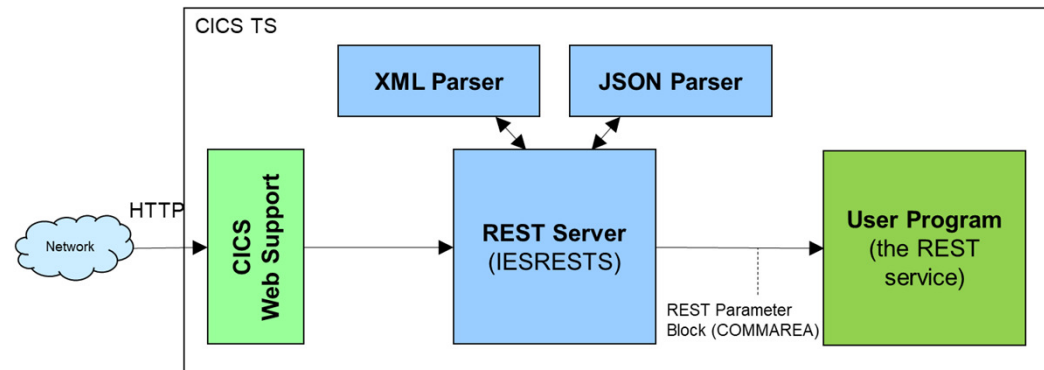 CICS TS
XML Parser
JSON Parser
HTTP
Network
CICS
Web Support
REST Server
(IESRESTS)
User Program
(the REST
service)
REST Parameter
Block (COMMAREA)